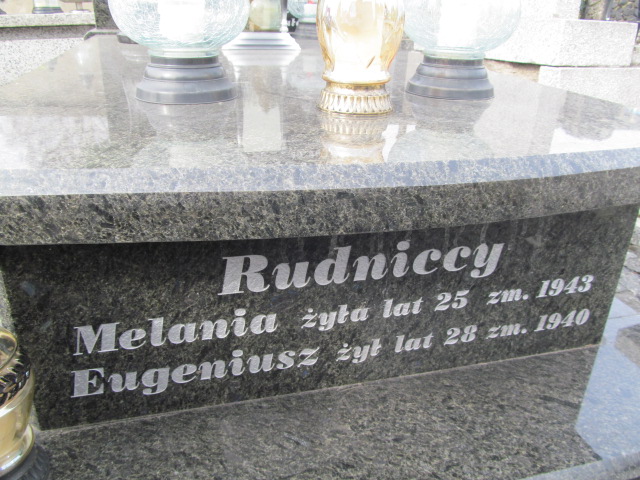 Rudniccy
Melania żyła lat 25 zm. 1943
Eugeniusz żył lat 28 zm. 1940